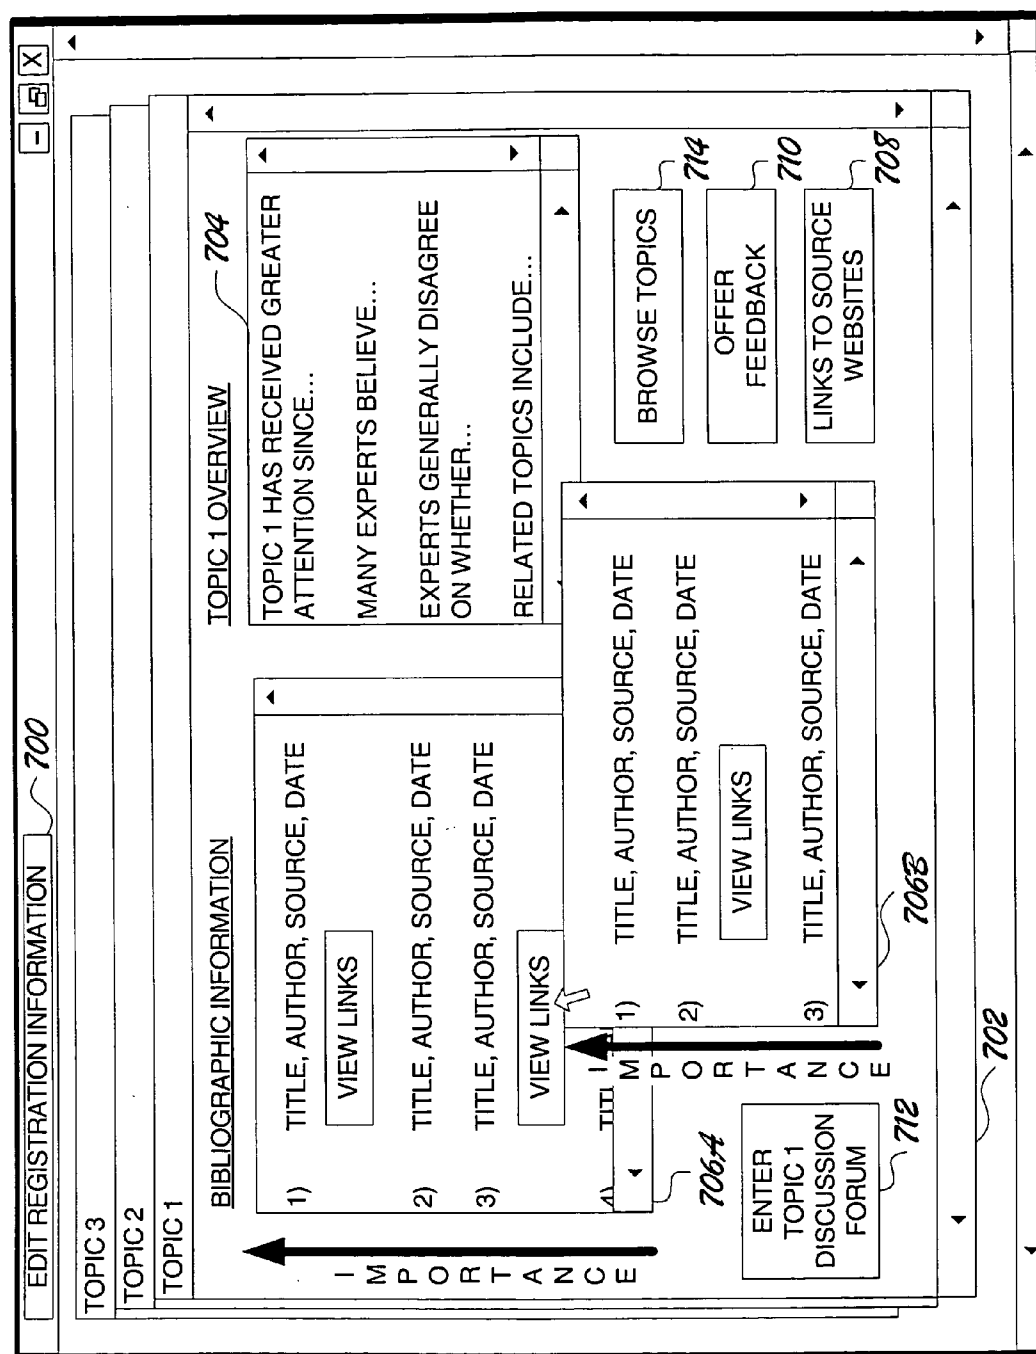 EDIT REGISTRATION INFORMATION
700
- X
TOPIC 3
TOPIC 2
TOPIC 1
BIBLIOGRAPHIC INFORMATION
1) TITLE, AUTHOR, SOURCE, DATE
VIEW LINKS
2) TITLE, AUTHOR, SOURCE, DATE
3) TITLE, AUTHOR, SOURCE, DATE
VIEW LINKS
4) TITL
IMPORTANCE
706A
TOPIC 1 OVERVIEW
704
TOPIC 1 HAS RECEIVED GREATER
ATTENTION SINCE...
MANY EXPERTS BELIEVE...
EXPERTS GENERALLY DISAGREE
ON WHETHER...
RELATED TOPICS INCLUDE...
1) TITLE, AUTHOR, SOURCE, DATE
2) TITLE, AUTHOR, SOURCE, DATE
VIEW LINKS
3) TITLE, AUTHOR, SOURCE, DATE
IMPORTANCE
706B
BROWSE TOPICS
714
OFFER
FEEDBACK
710
LINKS TO SOURCE
WEBSITES
708
ENTER
TOPIC 1
DISCUSSION
FORUM
712
702